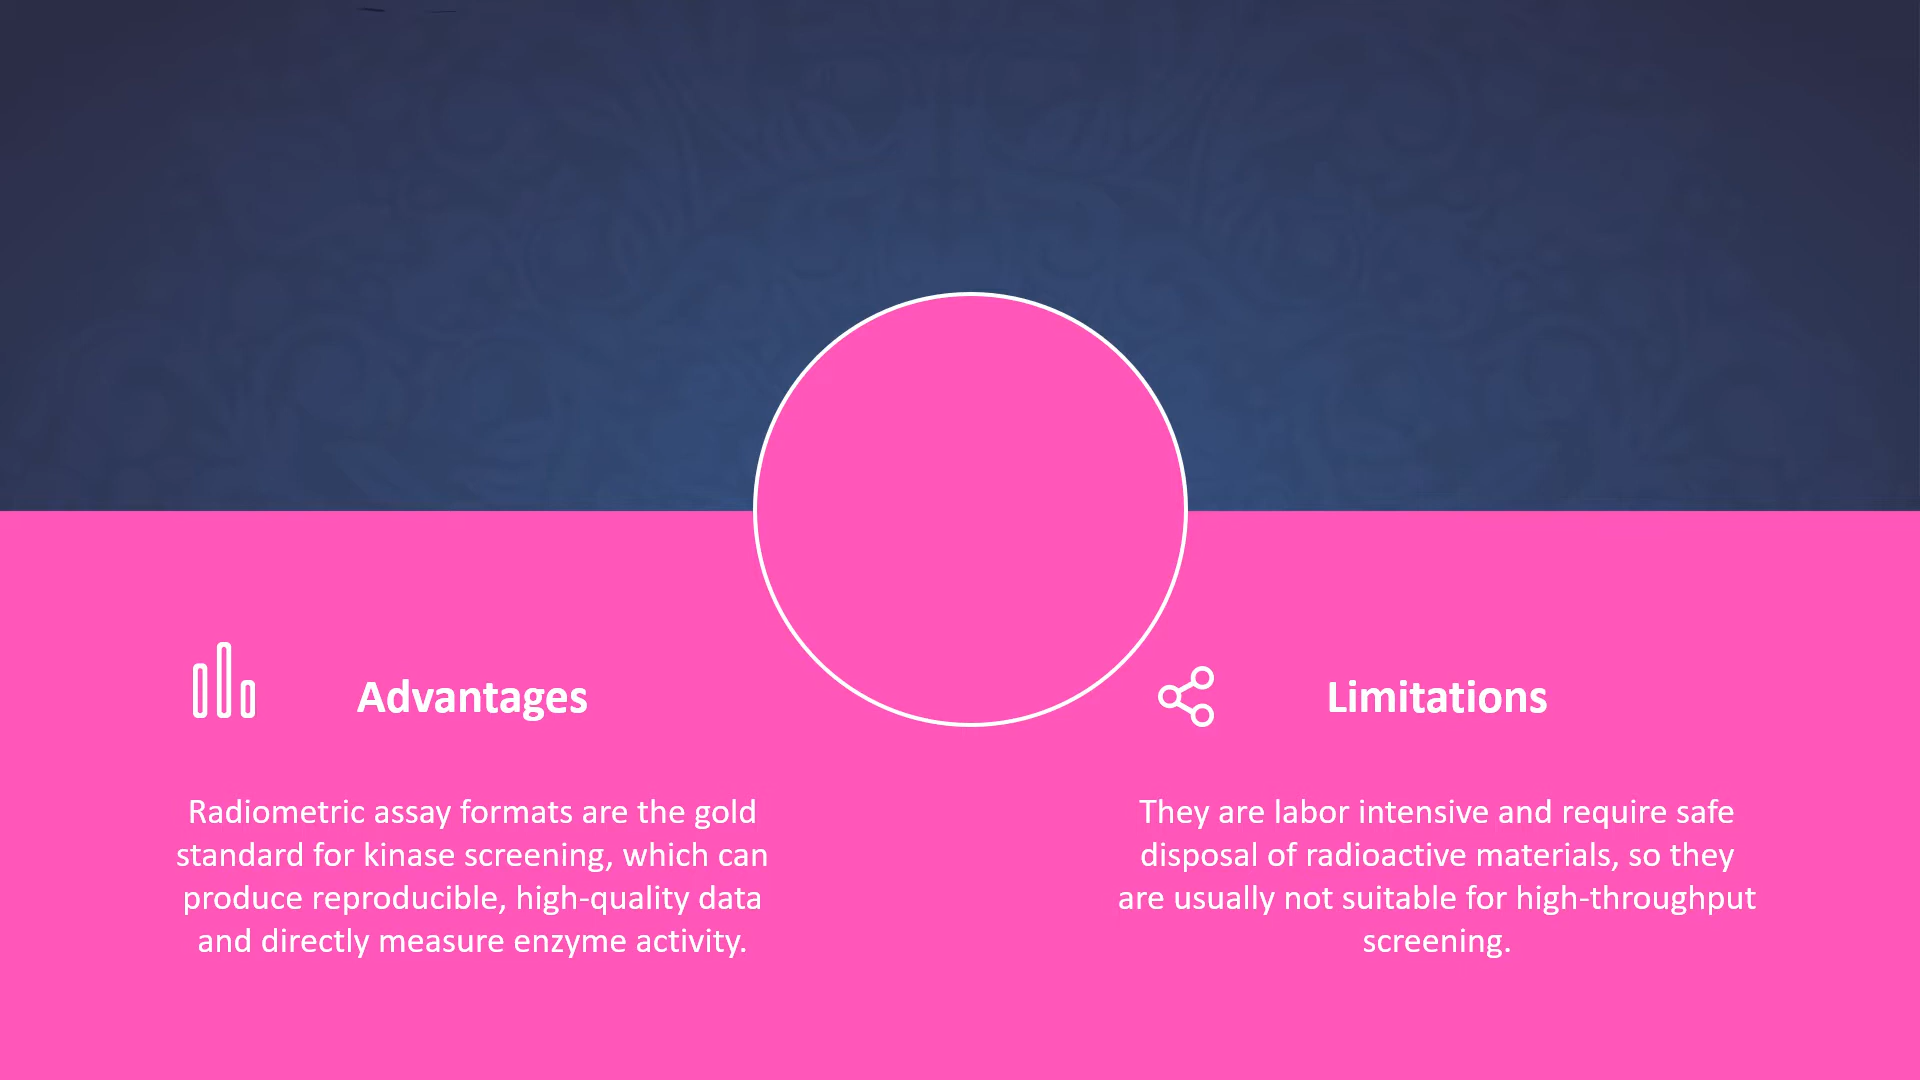 Advantages
Radiometric assay formats are the gold
standard for kinase screening, which can
produce reproducible, high-quality data
and directly measure enzyme activity.
Limitations
They are labor intensive and require safe
disposal of radioactive materials, so they
are usually not suitable for high-throughput
screening.